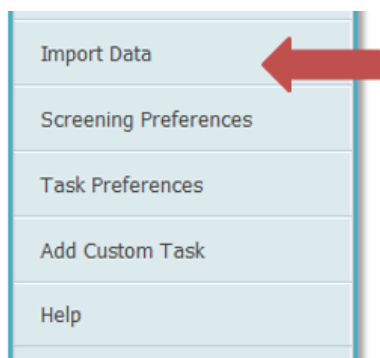 Import Data
Screening Preferences
Task Preferences
Add Custom Task
Help